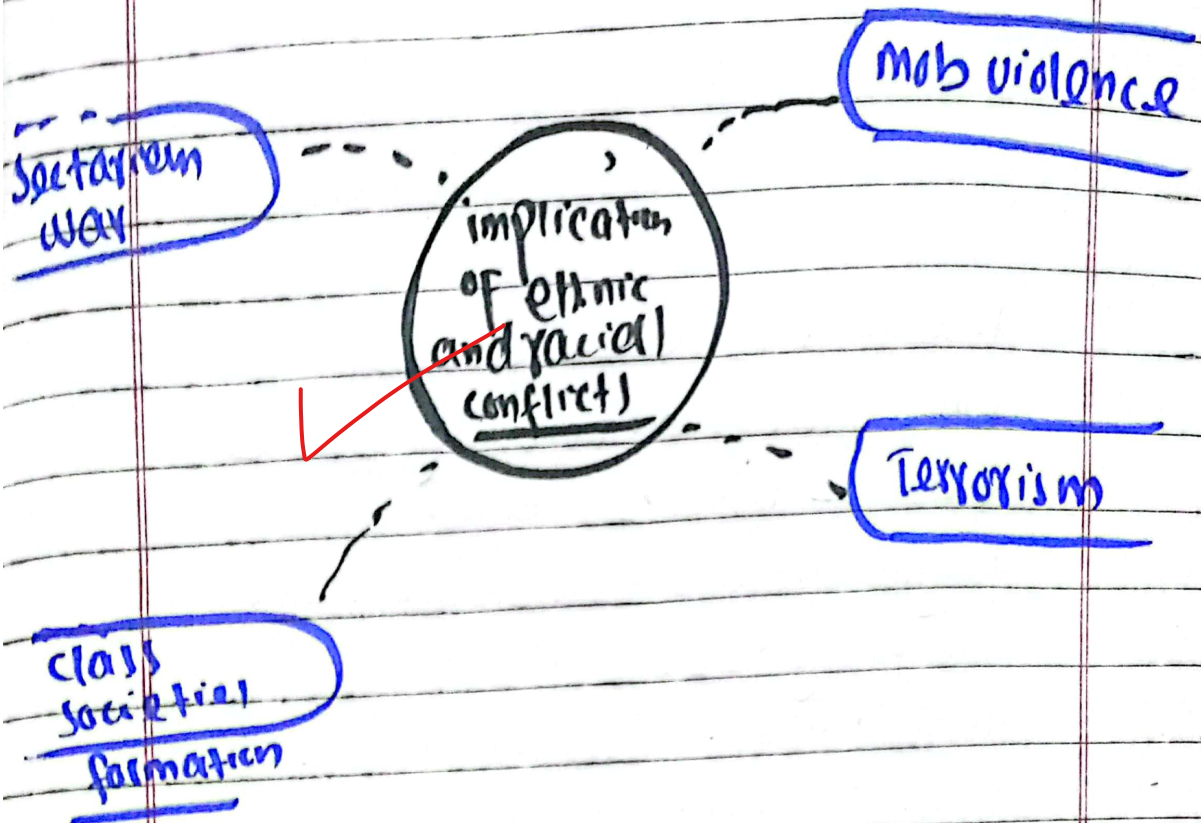 mob violence
Sectarian
war
implication
of ethnic
and racial
conflicts
Terrorism
class
societies
formation